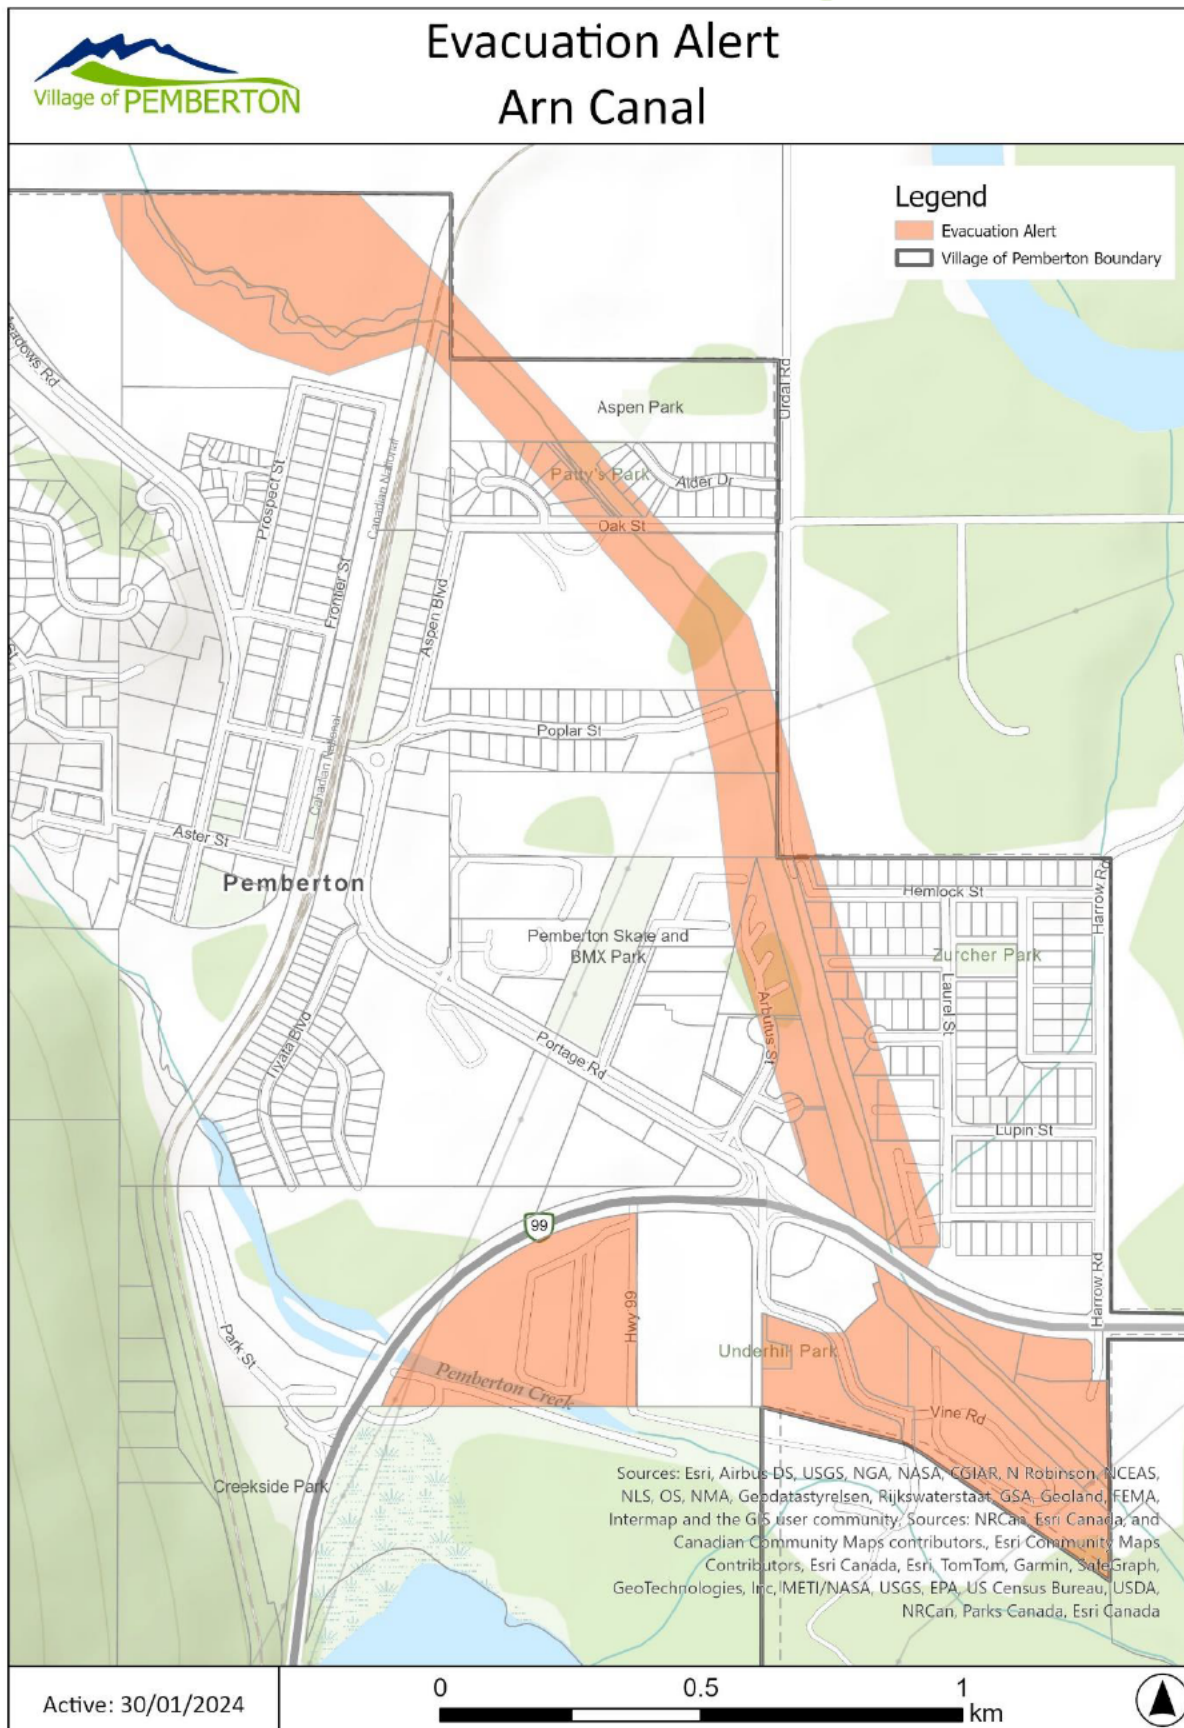 Evacuation Alert
Arn Canal
Village of PEMBERTON
Legend
Evacuation Alert
Village of Pemberton Boundary
Meadows Rd
Urdal Rd
Aspen Park
Patty's Park
Alder Dr
Oak St
Prospect St
Canadian National
Frontier St
Aspen Blvd
Poplar St
Canadian National
Aster St
Pemberton
Hemlock St
Harrow Rd
Pemberton Skate and
BMX Park
Zurcher Park
Laurel St
Arbutus St
Tiyata Blvd
Portage Rd
Lupin St
99
Harrow Rd
Hwy 99
Park St
Underhill Park
Pemberton Creek
Vine Rd
Creekside Park
Sources: Esri, Airbus DS, USGS, NGA, NASA, CGIAR, N Robinson, NCEAS,
NLS, OS, NMA, Geodatastyrelsen, Rijkswaterstaat, GSA, Geoland, FEMA,
Intermap and the GIS user community, Sources: NRCan, Esri Canada, and
Canadian Community Maps contributors., Esri Community Maps
Contributors, Esri Canada, Esri, TomTom, Garmin, SafeGraph,
GeoTechnologies, Inc, METI/NASA, USGS, EPA, US Census Bureau, USDA,
NRCan, Parks Canada, Esri Canada
Active: 30/01/2024
0 0.5 1
km